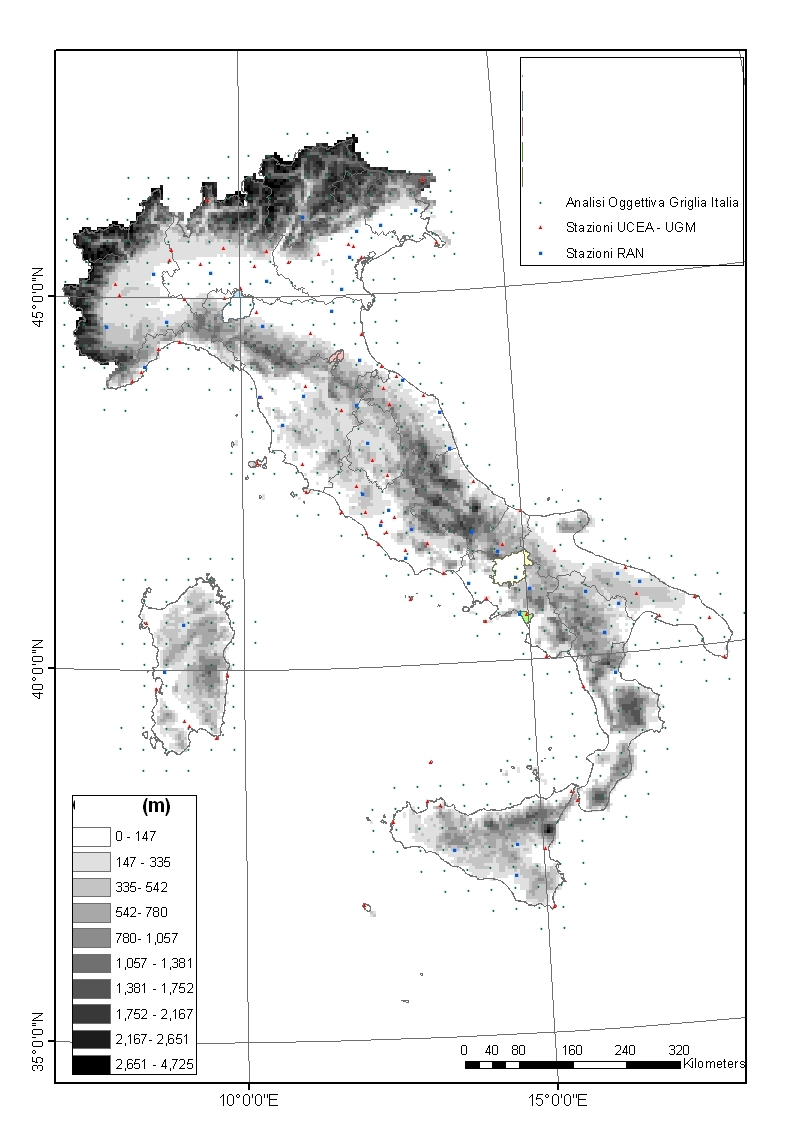 Analisi Oggettiva Griglia Italia
Stazioni UCEA - UGM
Stazioni RAN
45°0'0"N
40°0'0"N
35°0'0"N
(m)
0 - 147
147 - 335
335- 542
542- 780
780- 1,057
1,057 - 1,381
1,381 - 1,752
1,752 - 2,167
2,167- 2,651
2,651 - 4,725
0 40 80 160 240 320
Kilometers
10°0'0"E 15°0'0"E